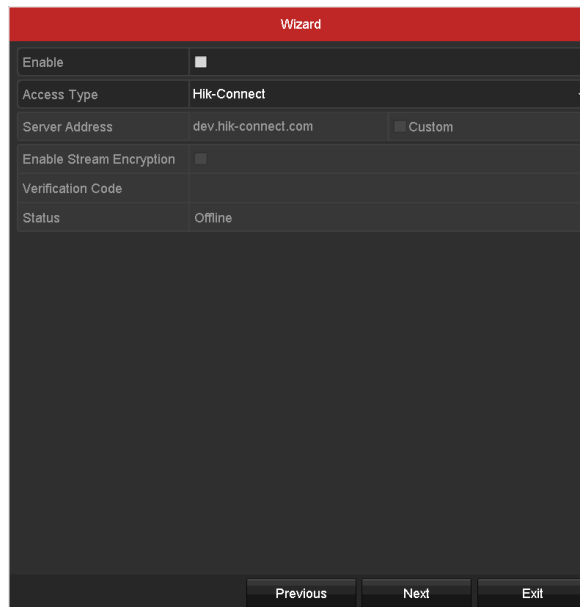 Wizard
Enable
Access Type Hik-Connect
Server Address dev.hik-connect.com Custom
Enable Stream Encryption
Verification Code
Status Offline
Previous Next Exit